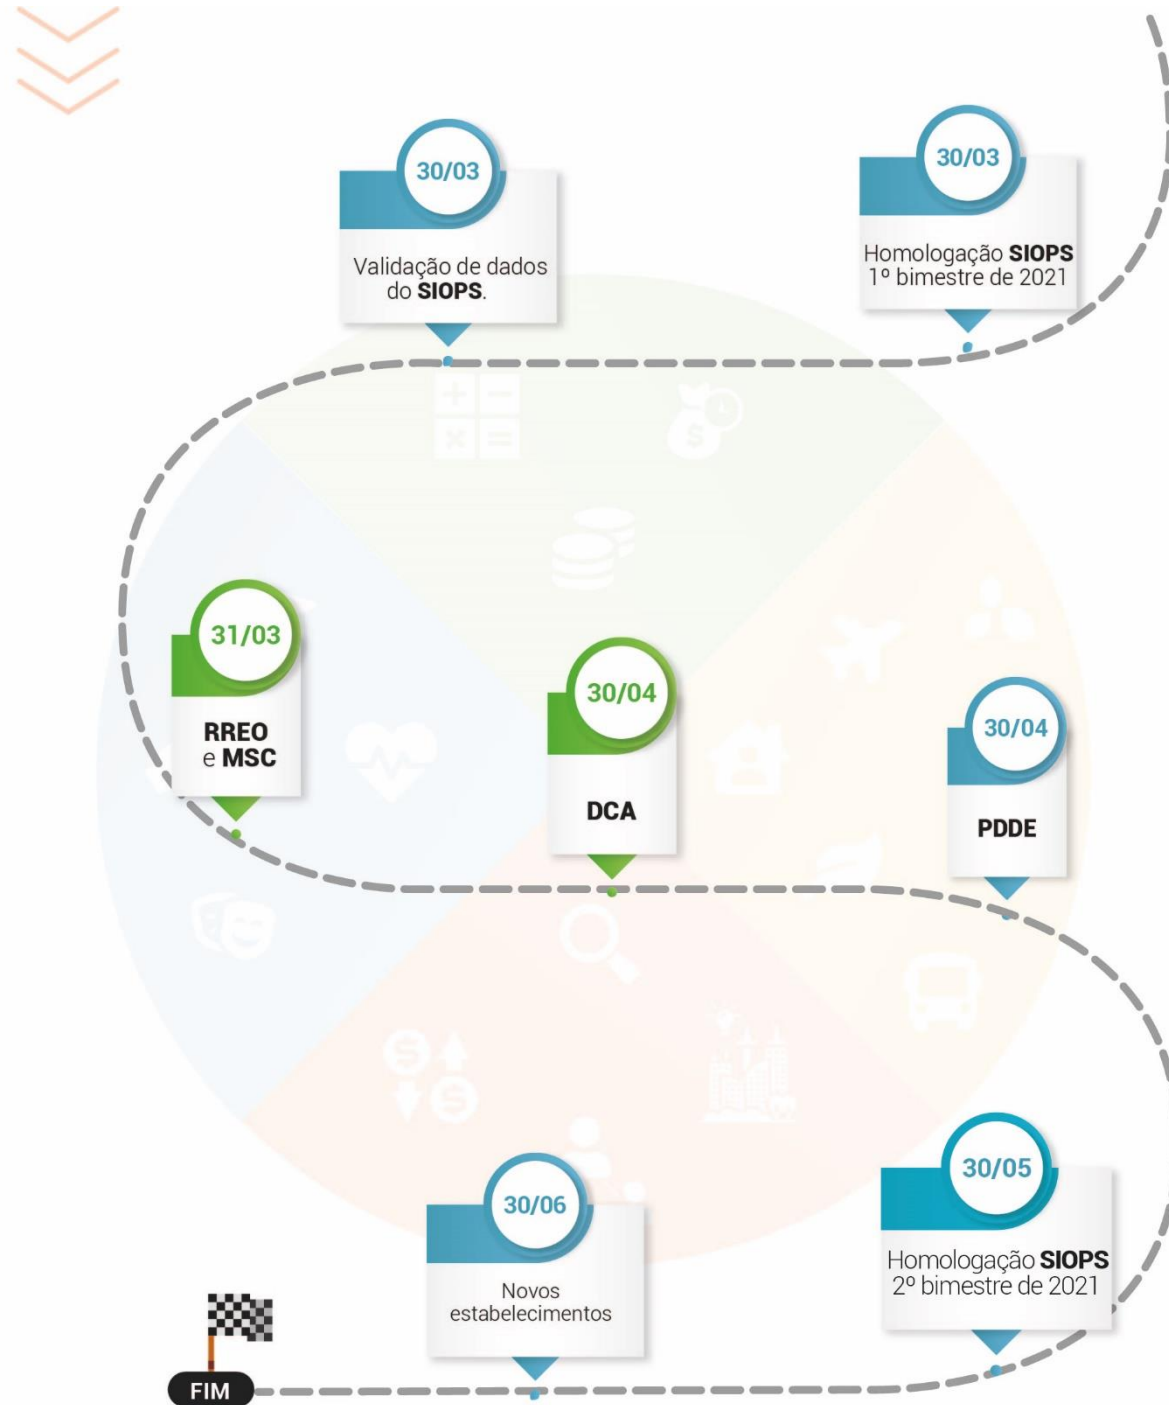 30/03
Validação de dados
do SIOPS.
30/03
Homologação SIOPS
1º bimestre de 2021
31/03
RREO
e MSC
30/04
DCA
30/04
PDDE
30/06
Novos
estabelecimentos
30/05
Homologação SIOPS
2º bimestre de 2021
FIM